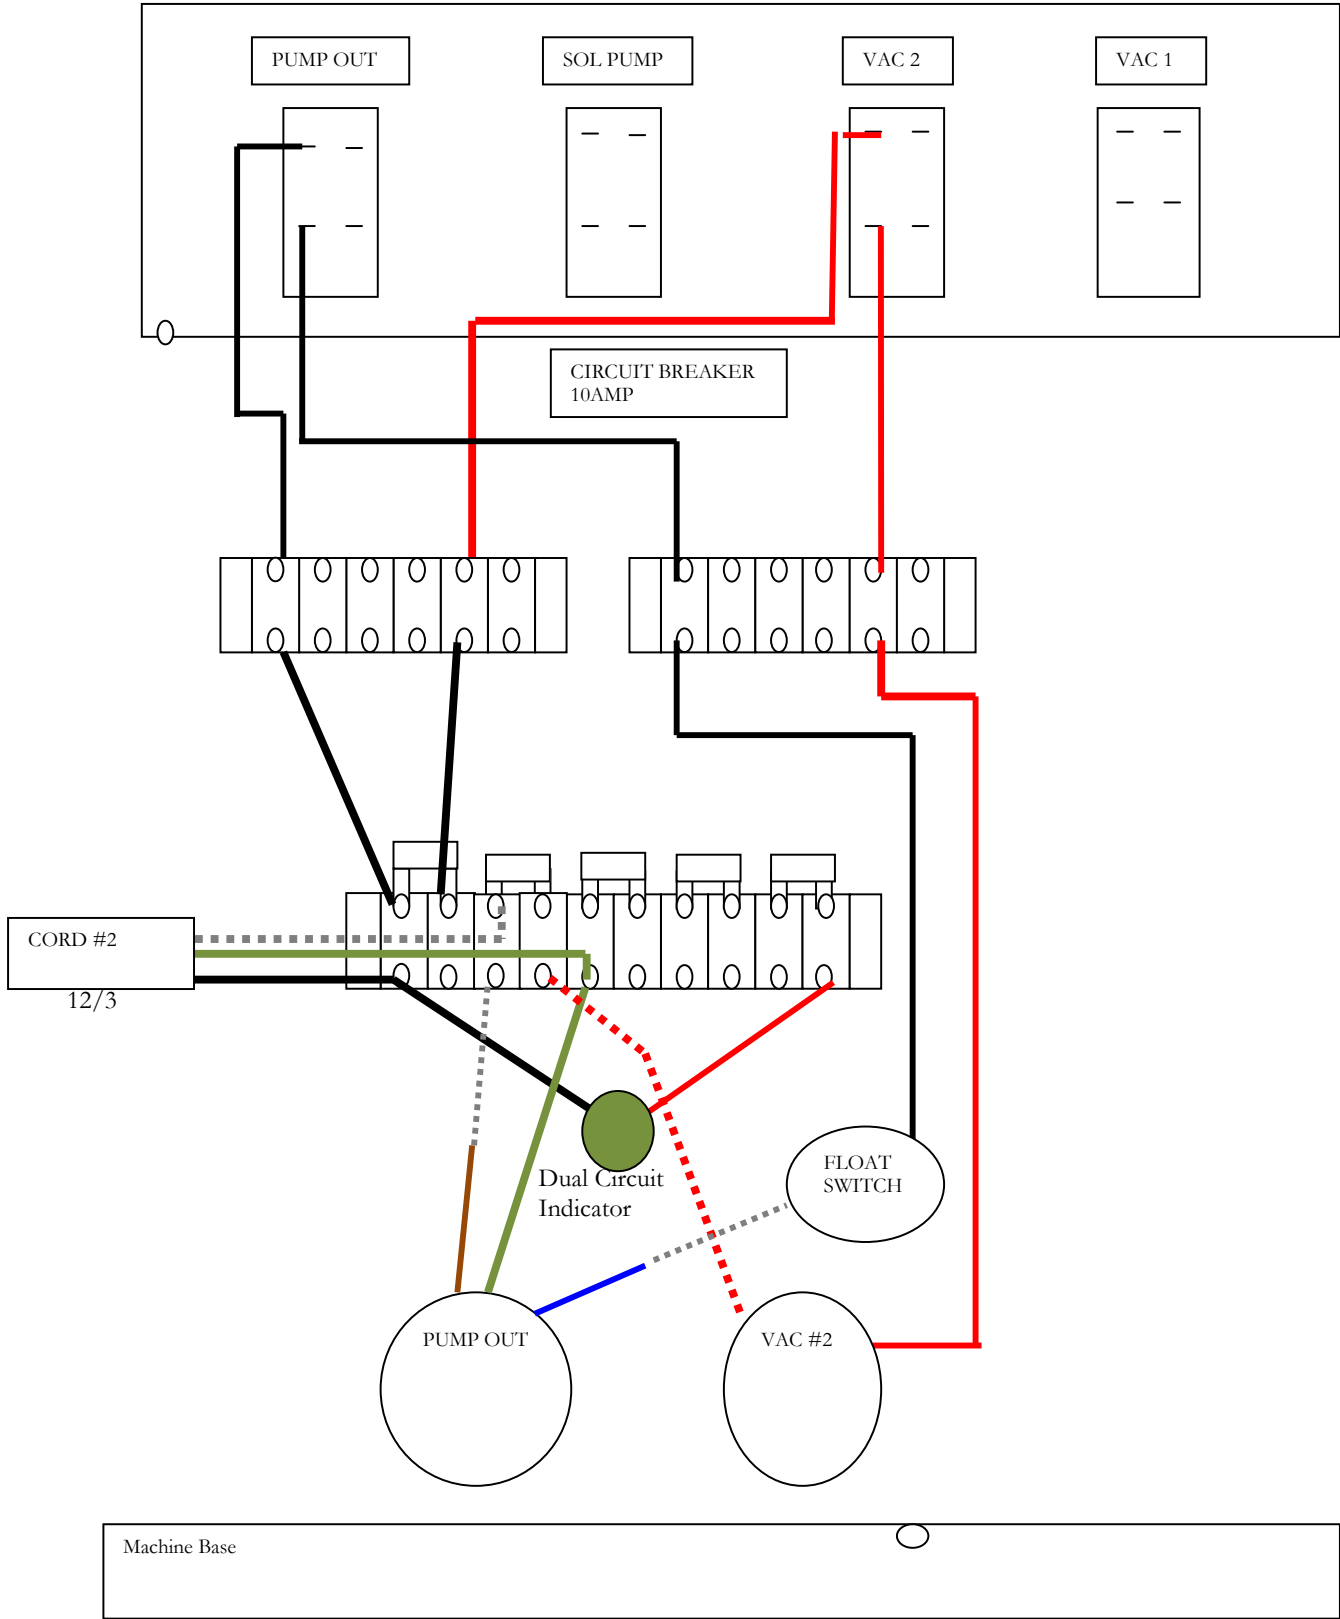 PUMP OUT
SOL PUMP
VAC 2
VAC 1
CIRCUIT BREAKER
10AMP
CORD #2
12/3
Dual Circuit
Indicator
FLOAT
SWITCH
PUMP OUT
VAC #2
Machine Base